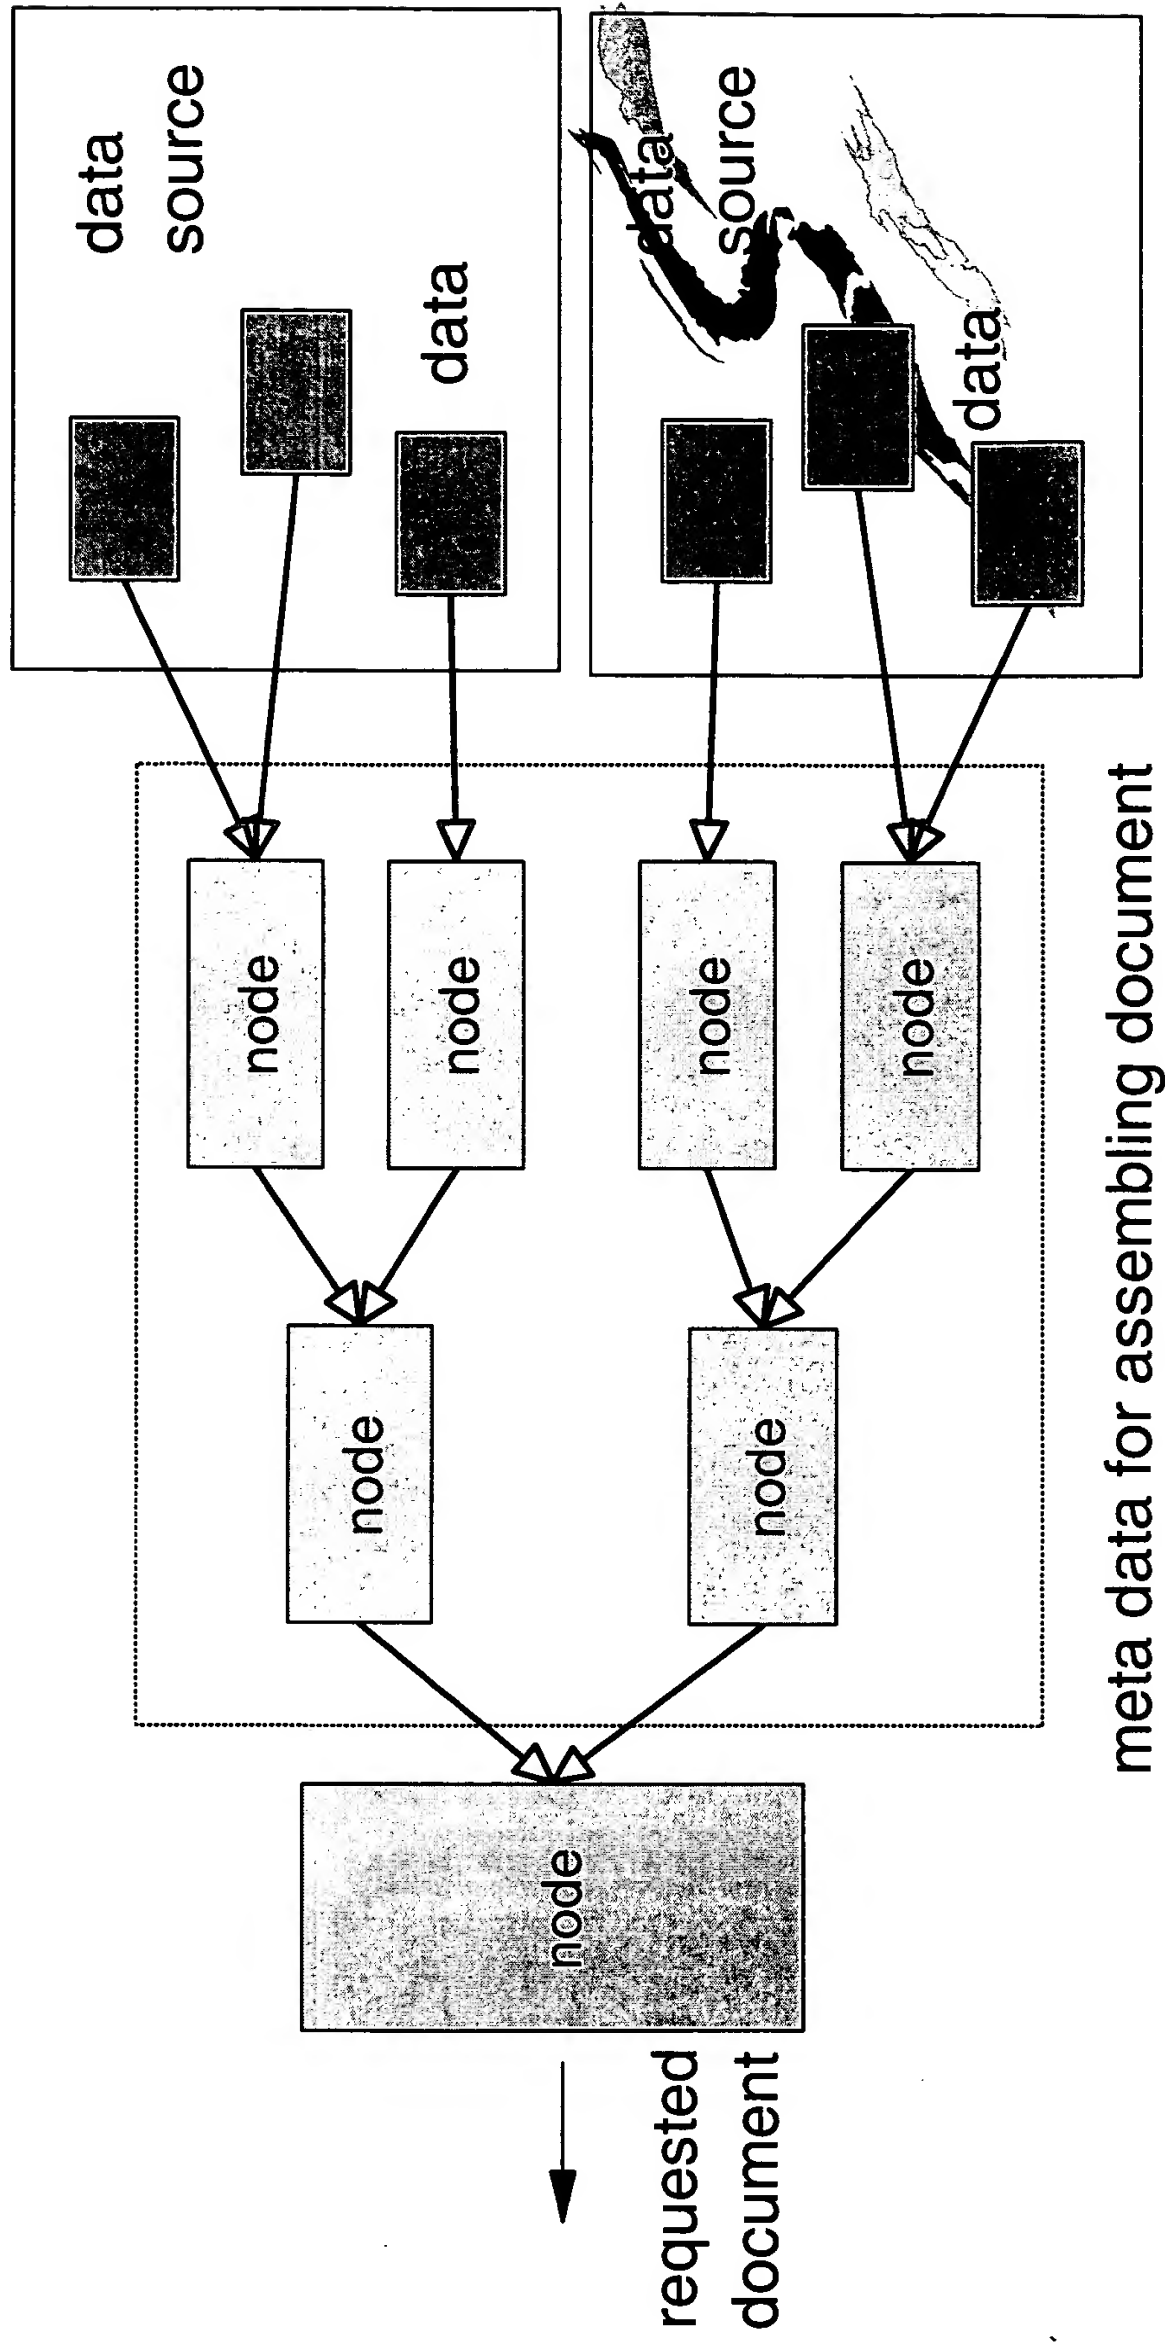 data
source
node
node
data
node
node
data
source
requested
document
node
node
node
data
meta data for assembling document